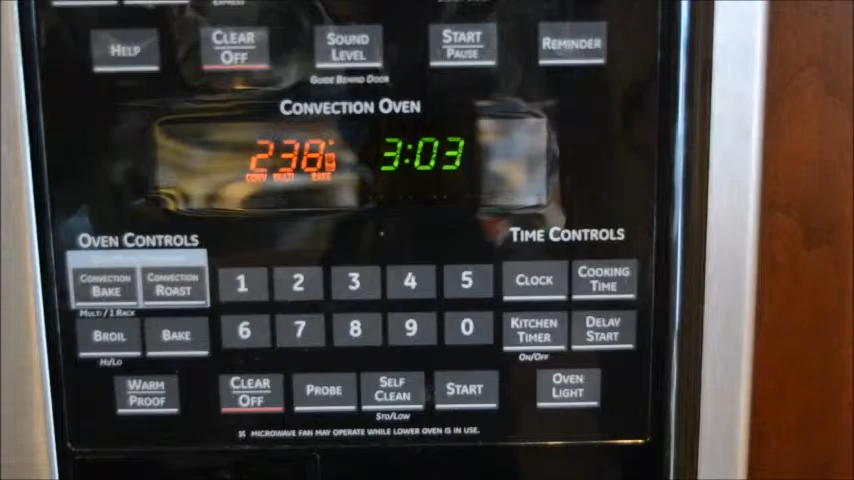 EXPRESS
HELP
CLEAR
OFF
SOUND
LEVEL
START
PAUSE
REMINDER
GUIDE BEHIND DOOR
CONVECTION OVEN
238
3:03
CONV BAKE
OVEN CONTROLS
TIME CONTROLS
CONVECTION
BAKE
CONVECTION
ROAST
1 2 3 4 5
CLOCK
COOKING
TIME
MULTI / 1 RACK
BROIL
BAKE
6 7 8 9 0
KITCHEN
TIMER
DELAY
START
HI/LO
ON/OFF
WARM
PROOF
CLEAR
OFF
PROBE
SELF
CLEAN
START
OVEN
LIGHT
STD/LOW
MICROWAVE FAN MAY OPERATE WHILE LOWER OVEN IS IN USE.